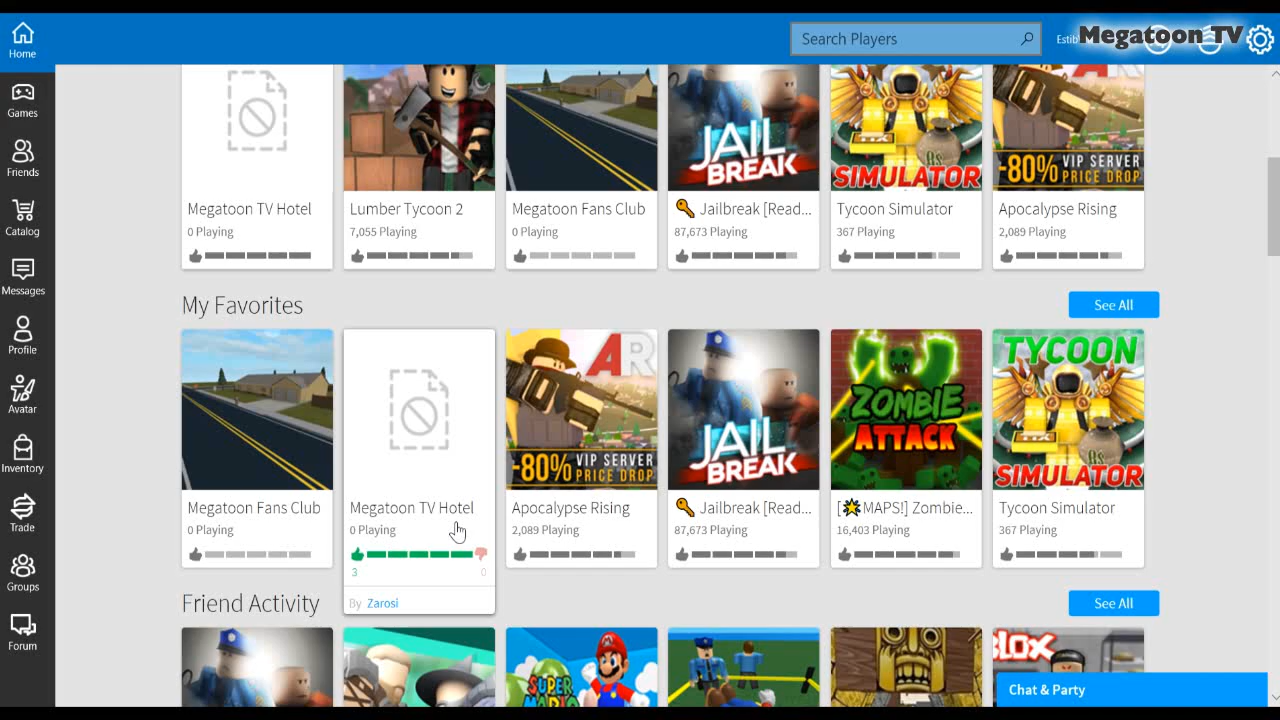 Home
Search Players
Estib
Megatoon TV
Games
Friends
Catalog
Messages
Profile
Avatar
Inventory
Trade
Groups
Forum
JAIL BREAK
SIMULATOR
AR
-80% VIP SERVER PRICE DROP
Megatoon TV Hotel
0 Playing
Lumber Tycoon 2
7,055 Playing
Megatoon Fans Club
0 Playing
🔑 Jailbreak [Read...
87,673 Playing
Tycoon Simulator
367 Playing
Apocalypse Rising
2,089 Playing
My Favorites
See All
AR
-80% VIP SERVER PRICE DROP
JAIL BREAK
ZOMBIE ATTACK
TYCOON
TIX
SIMULATOR
Megatoon Fans Club
0 Playing
Megatoon TV Hotel
0 Playing
3
0
By Zarosi
Apocalypse Rising
2,089 Playing
🔑 Jailbreak [Read...
87,673 Playing
[🌟MAPS!] Zombie...
16,403 Playing
Tycoon Simulator
367 Playing
Friend Activity
See All
SUPER
MARIO
BLOX
Chat & Party